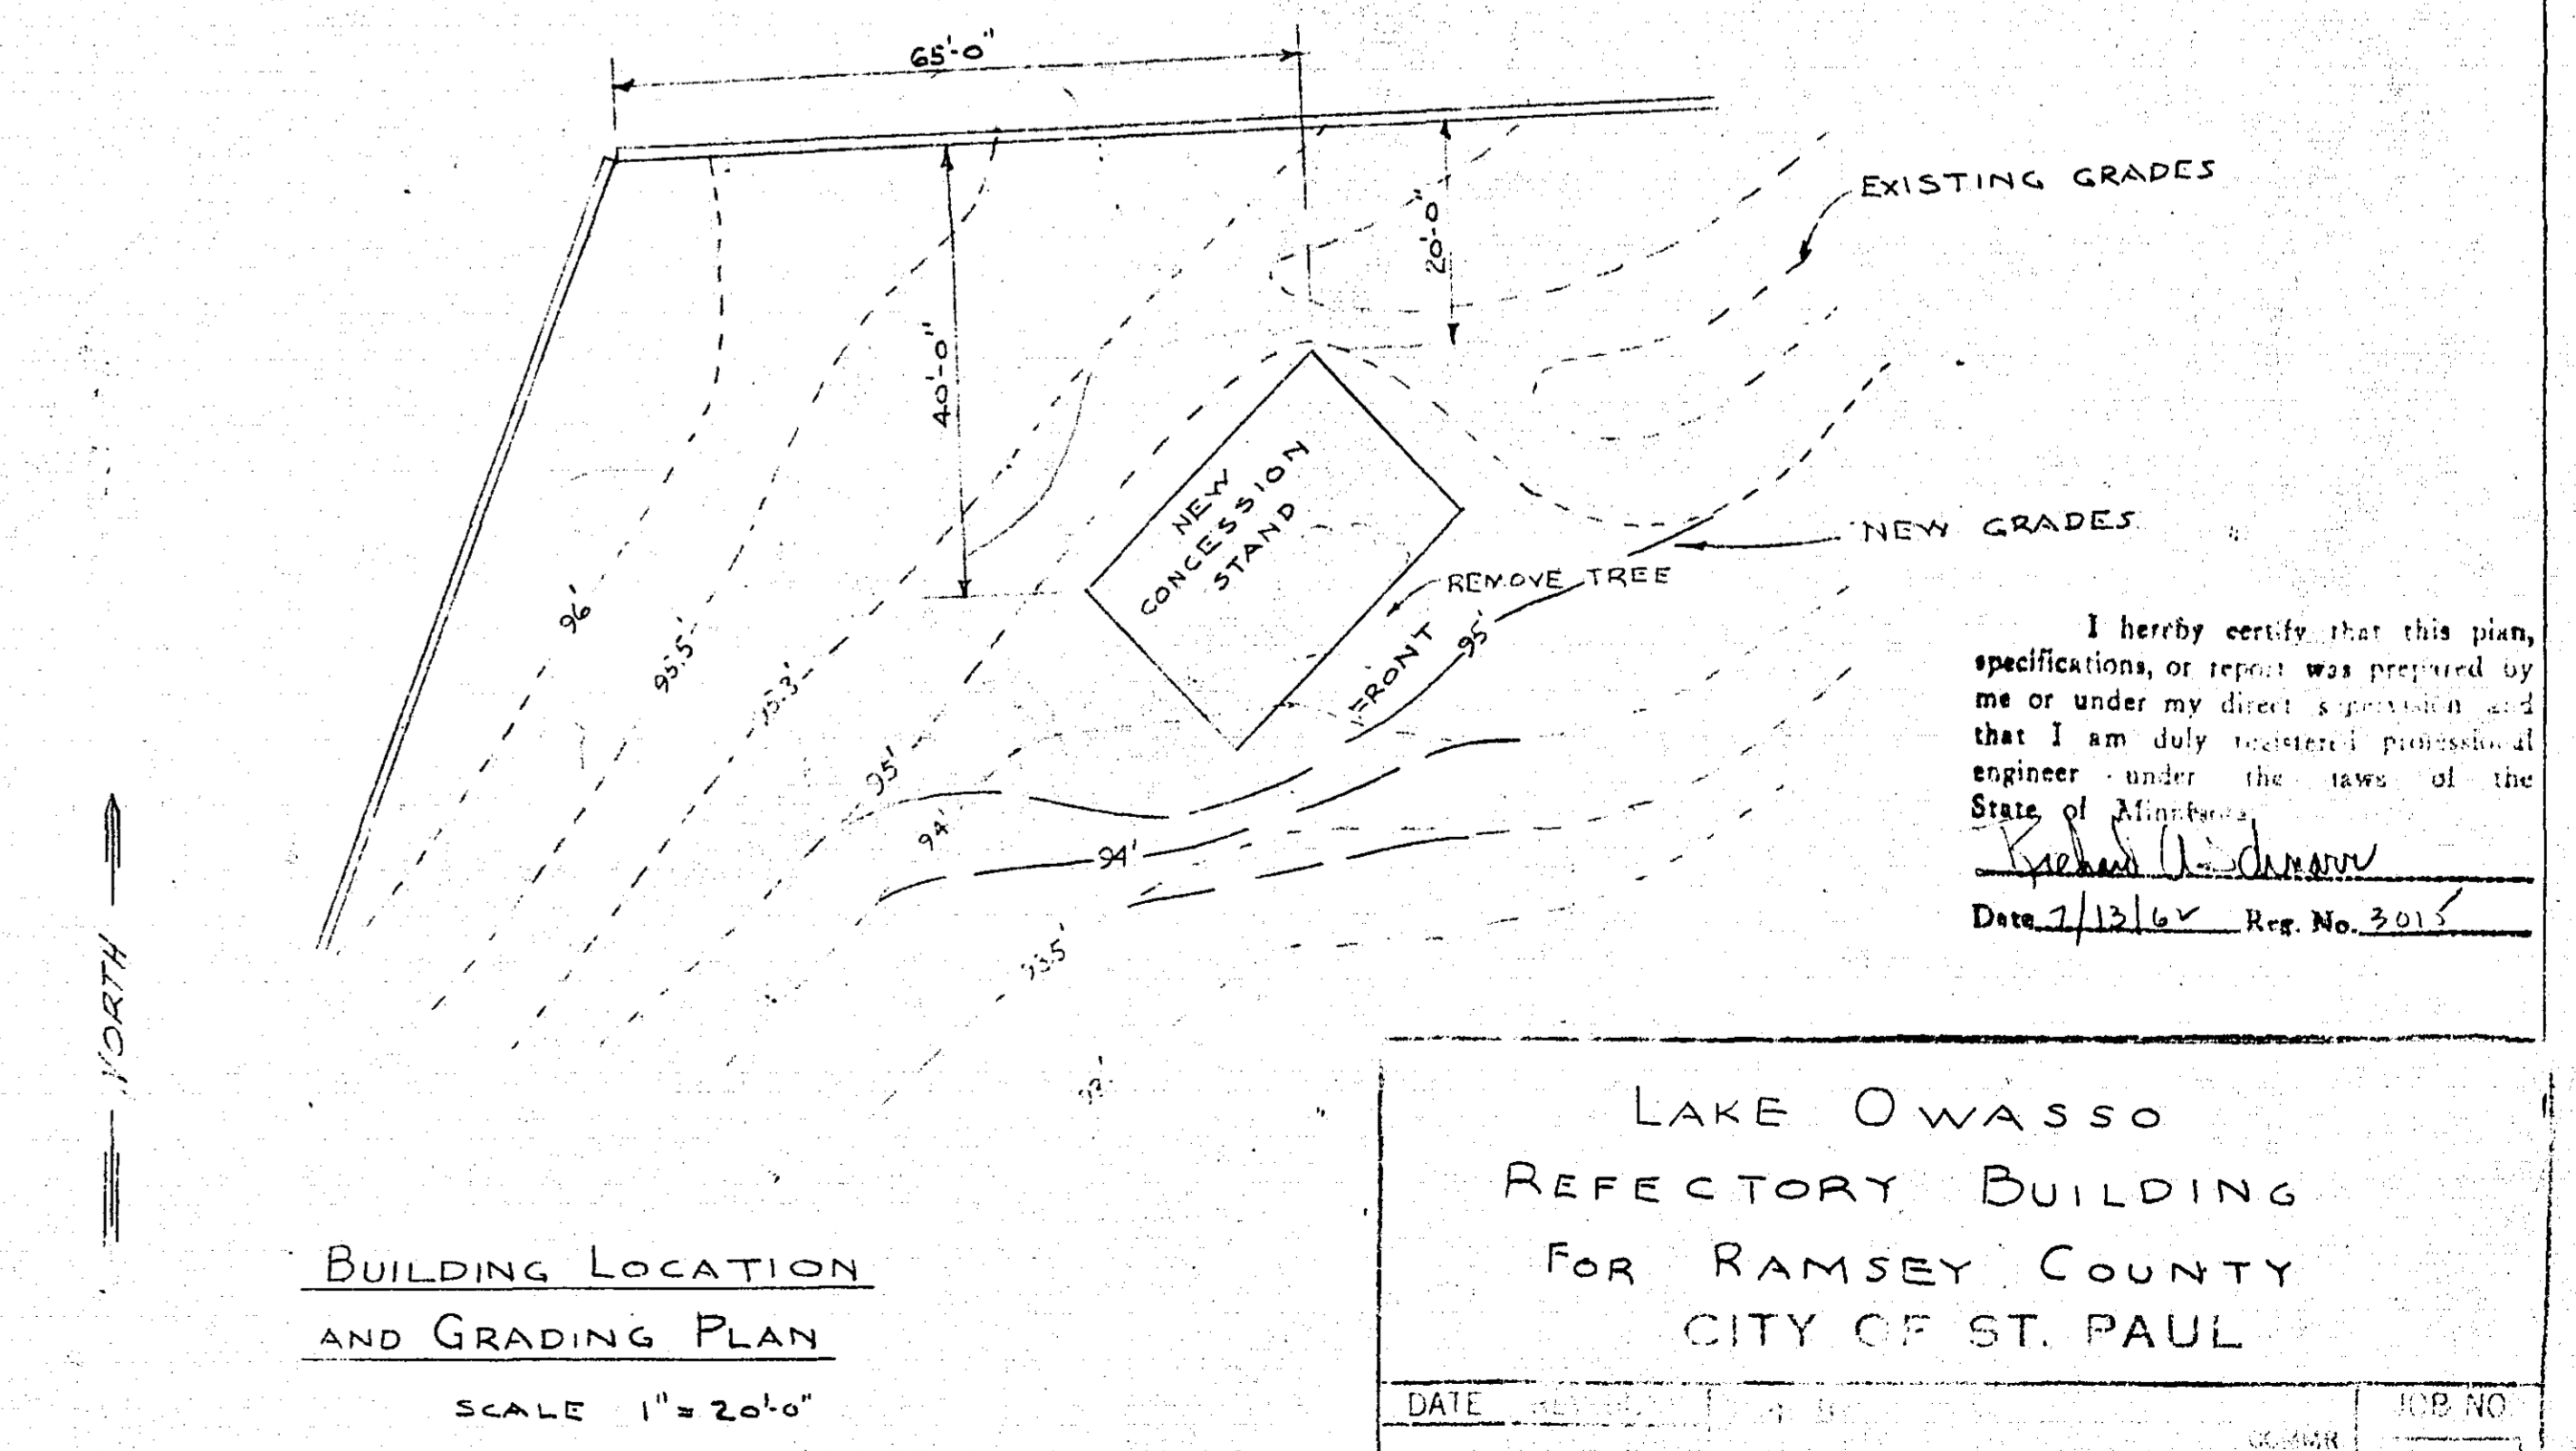 65'-0"
EXISTING GRADES
20'-0"
40'-0"
NEW
CONCESSION
STAND
NEW GRADES
REMOVE TREE
FRONT
95'
96'
95.5'
95.3'
95'
94'
94'
93.5'
NORTH
I hereby certify that this plan,
specifications, or report was prepared by
me or under my direct supervision and
that I am duly registered professional
engineer under the laws of the
State of Minnesota
Date 7/13/62 Reg. No. 3015
BUILDING LOCATION
AND GRADING PLAN
SCALE 1" = 20'-0"
LAKE OWASSO
REFECTORY BUILDING
FOR RAMSEY COUNTY
CITY OF ST. PAUL
DATE
JOB NO
COMMR